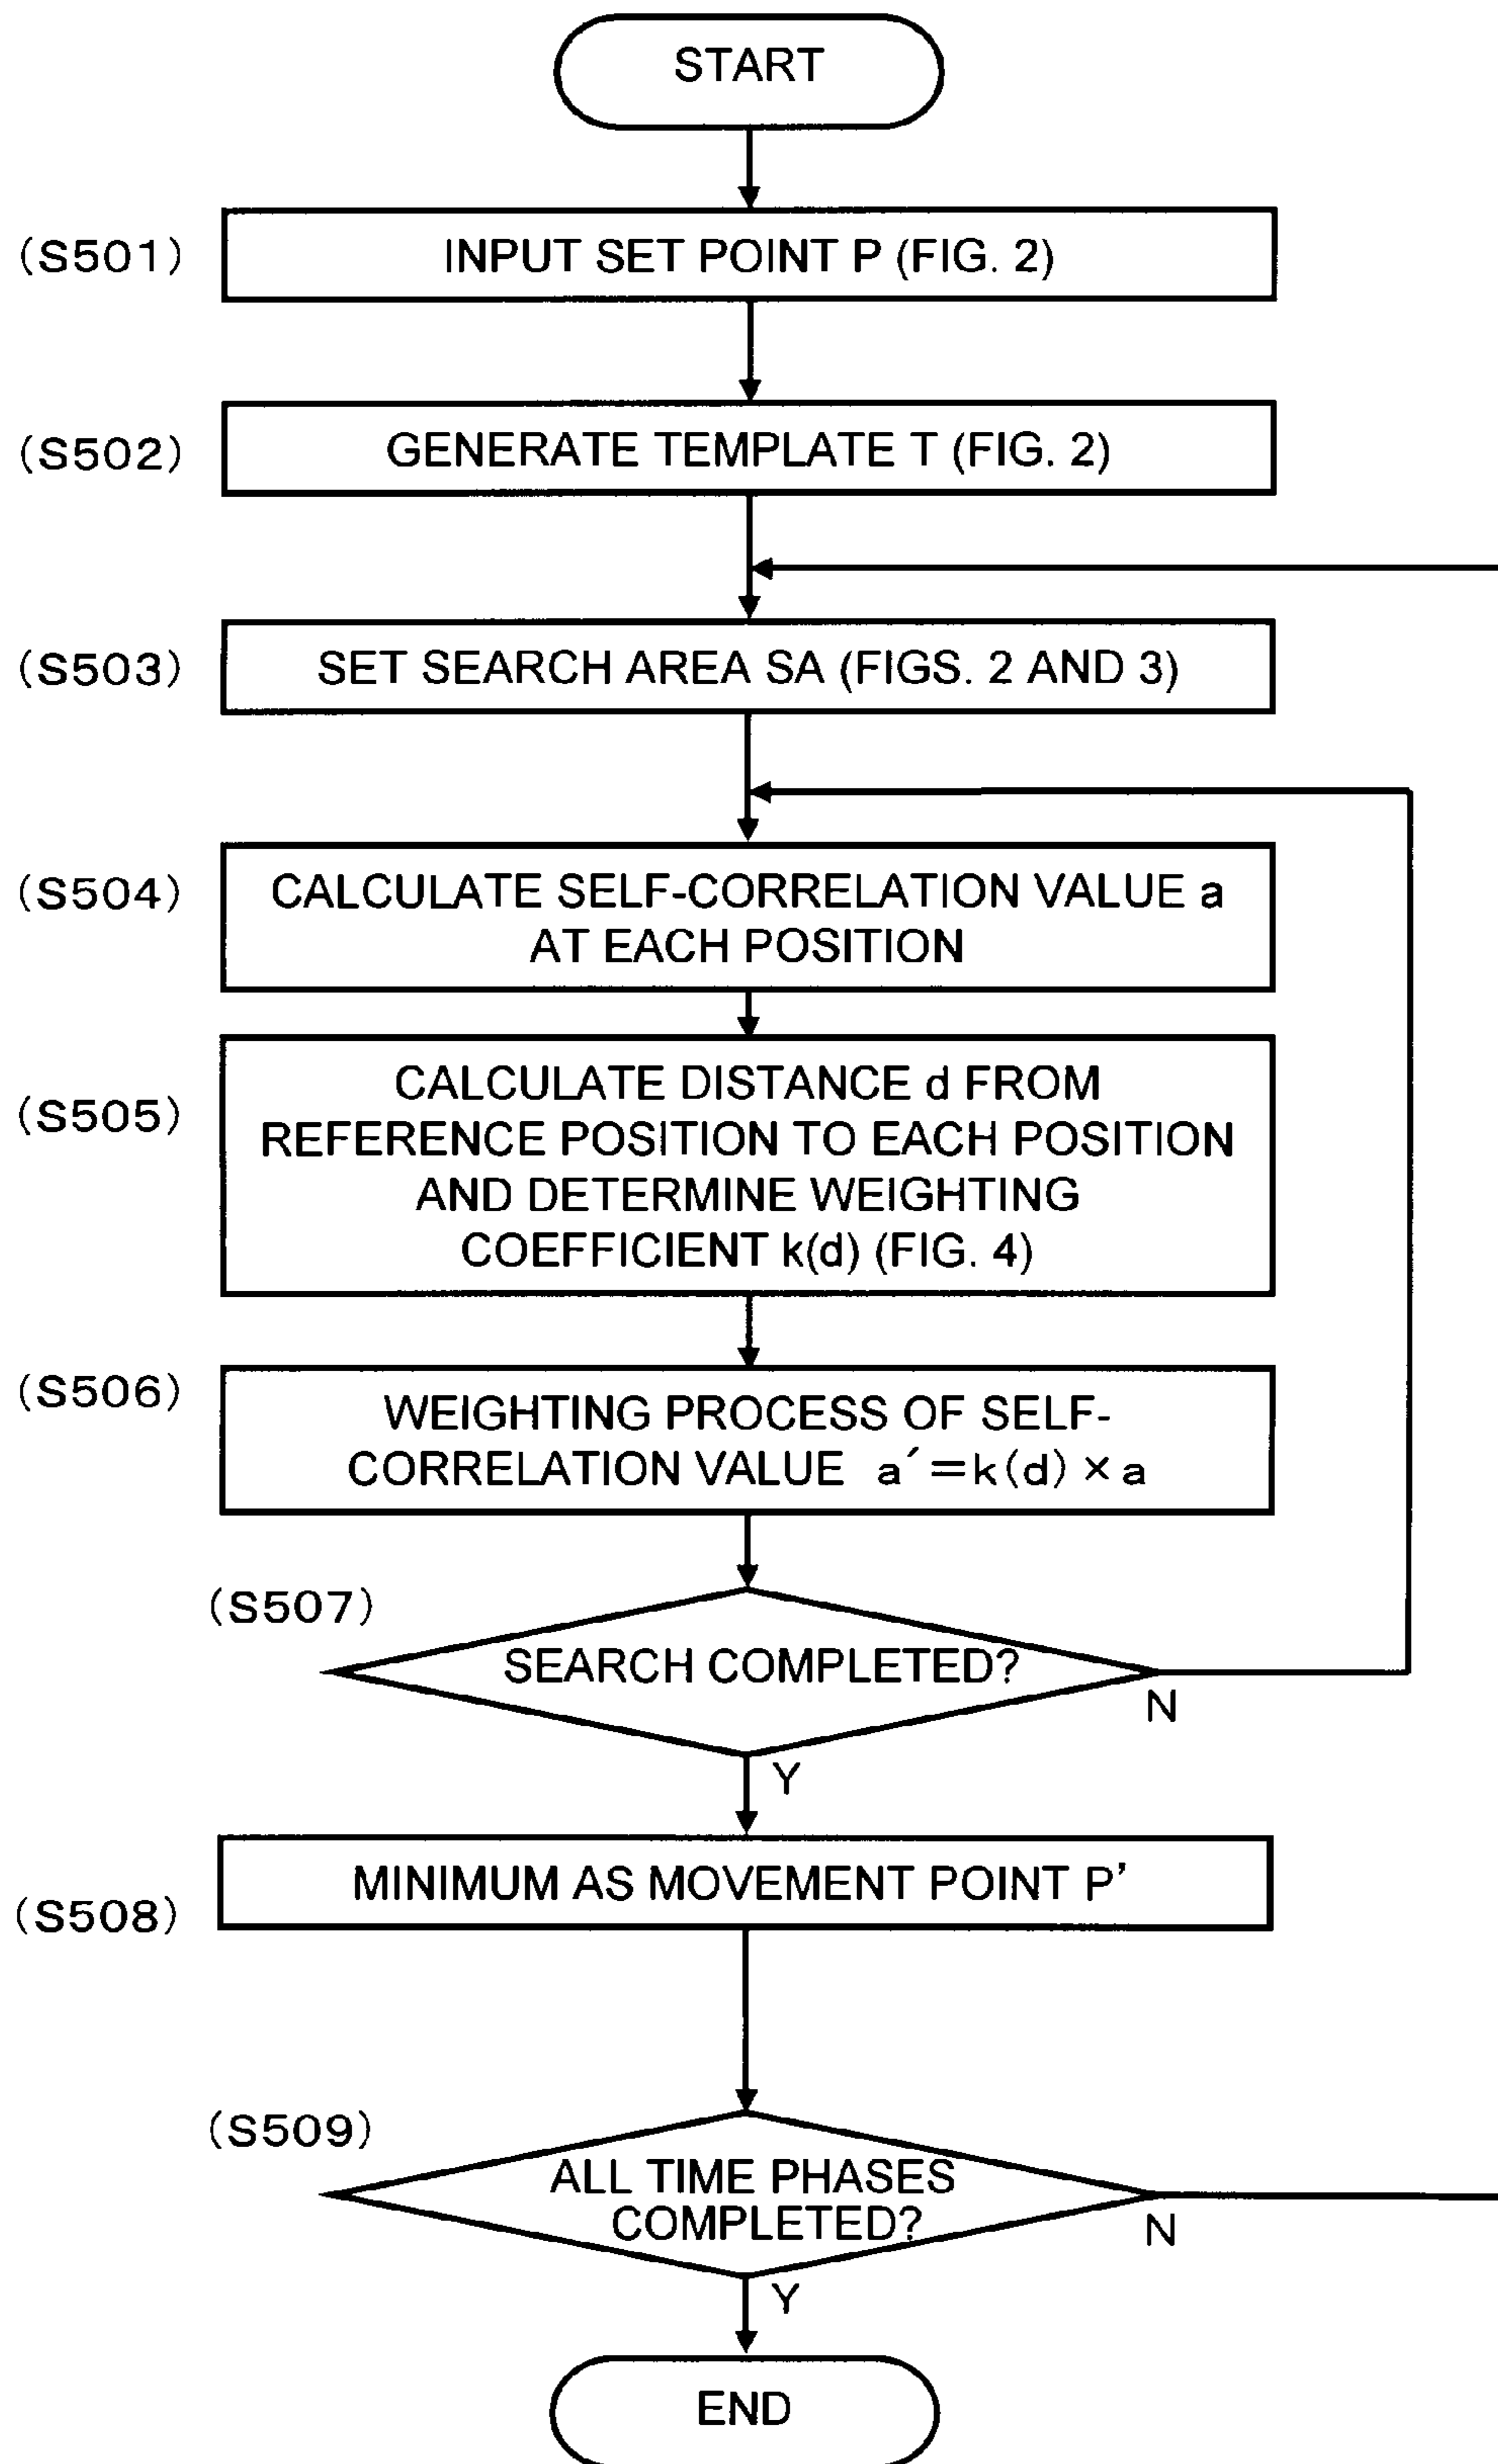 START
(S501)
INPUT SET POINT P (FIG. 2)
(S502)
GENERATE TEMPLATE T (FIG. 2)
(S503)
SET SEARCH AREA SA (FIGS. 2 AND 3)
(S504)
CALCULATE SELF-CORRELATION VALUE a
AT EACH POSITION
(S505)
CALCULATE DISTANCE d FROM
REFERENCE POSITION TO EACH POSITION
AND DETERMINE WEIGHTING
COEFFICIENT k(d) (FIG. 4)
(S506)
WEIGHTING PROCESS OF SELF-
CORRELATION VALUE a´=k(d)×a
(S507)
SEARCH COMPLETED?
N
Y
(S508)
MINIMUM AS MOVEMENT POINT P'
(S509)
ALL TIME PHASES
COMPLETED?
N
Y
END